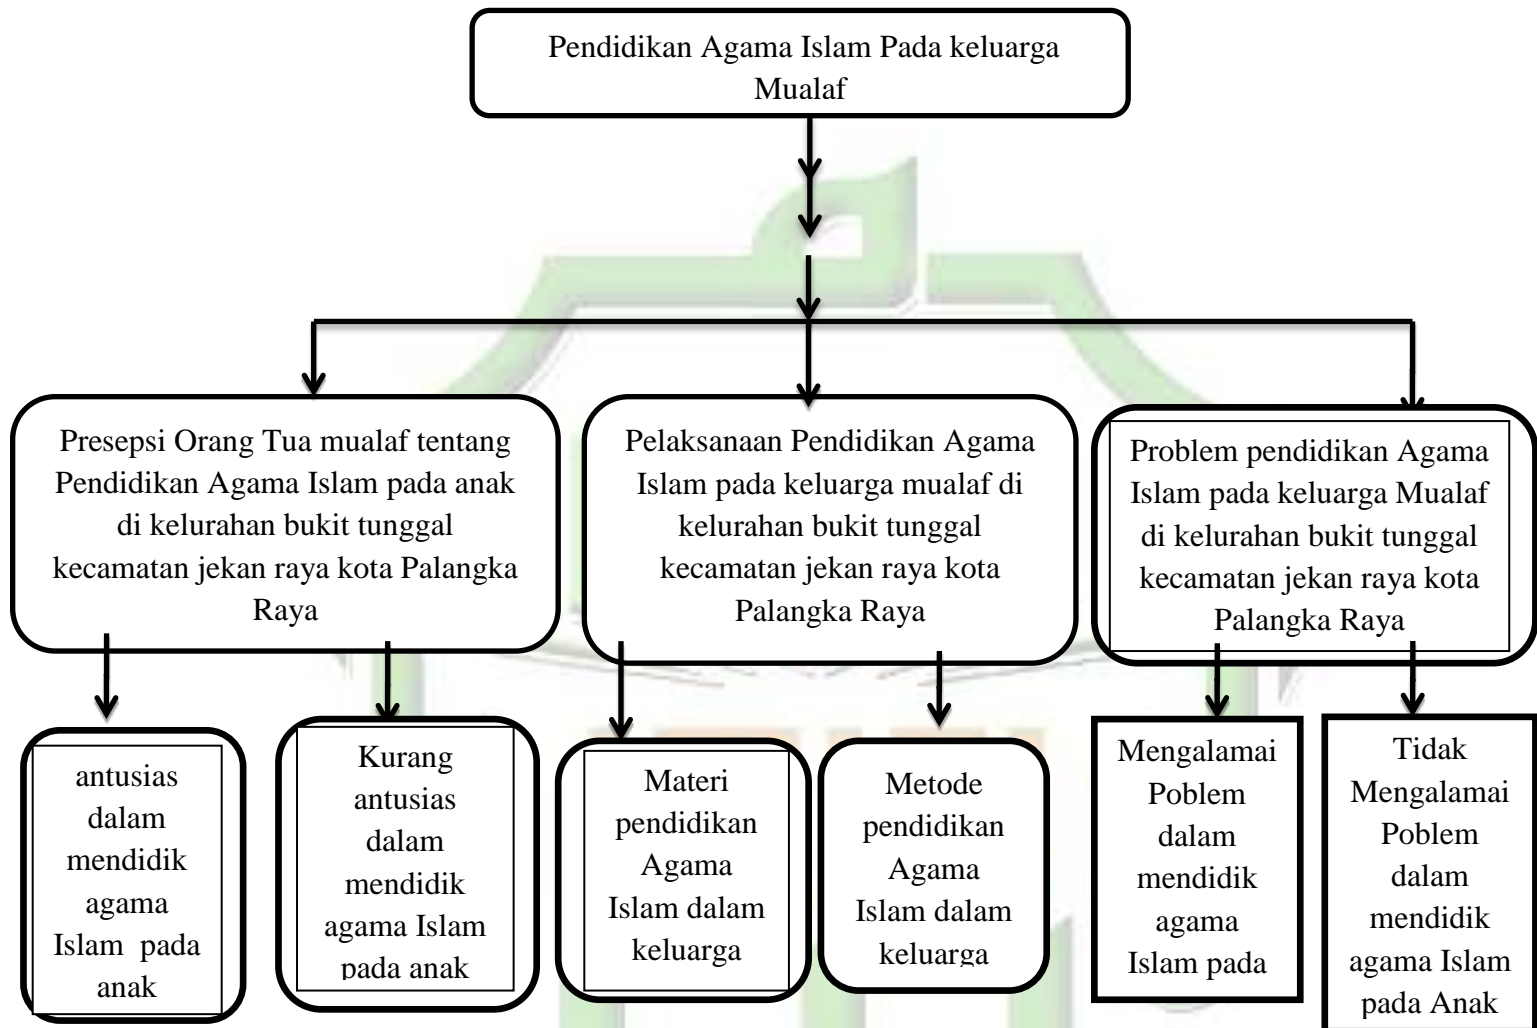 Pendidikan Agama Islam Pada keluarga
Mualaf
Presepsi Orang Tua mualaf tentang
Pendidikan Agama Islam pada anak
di kelurahan bukit tunggal
kecamatan jekan raya kota Palangka
Raya
Pelaksanaan Pendidikan Agama
Islam pada keluarga mualaf di
kelurahan bukit tunggal
kecamatan jekan raya kota
Palangka Raya
Problem pendidikan Agama
Islam pada keluarga Mualaf
di kelurahan bukit tunggal
kecamatan jekan raya kota
Palangka Raya
antusias
dalam
mendidik
agama
Islam pada
anak
Kurang
antusias
dalam
mendidik
agama Islam
pada anak
Materi
pendidikan
Agama
Islam dalam
keluarga
Metode
pendidikan
Agama
Islam dalam
keluarga
Mengalamai
Poblem
dalam
mendidik
agama
Islam pada
Tidak
Mengalamai
Poblem
dalam
mendidik
agama Islam
pada Anak